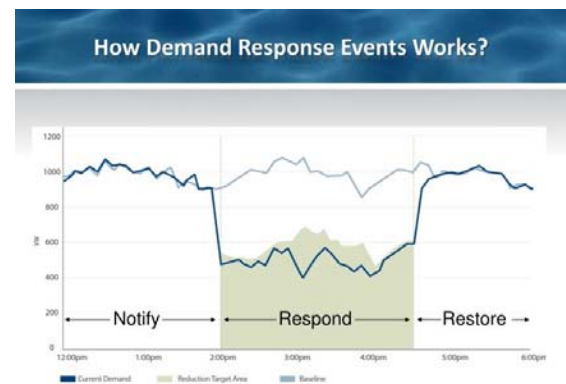 How Demand Response Events Works?
1200
1000
800
600
400
200
0
kW
Notify
Respond
Restore
12:00pm
1:00pm
2:00pm
3:00pm
4:00pm
5:00pm
6:00pm
Current Demand
Reduction Target Area
Baseline